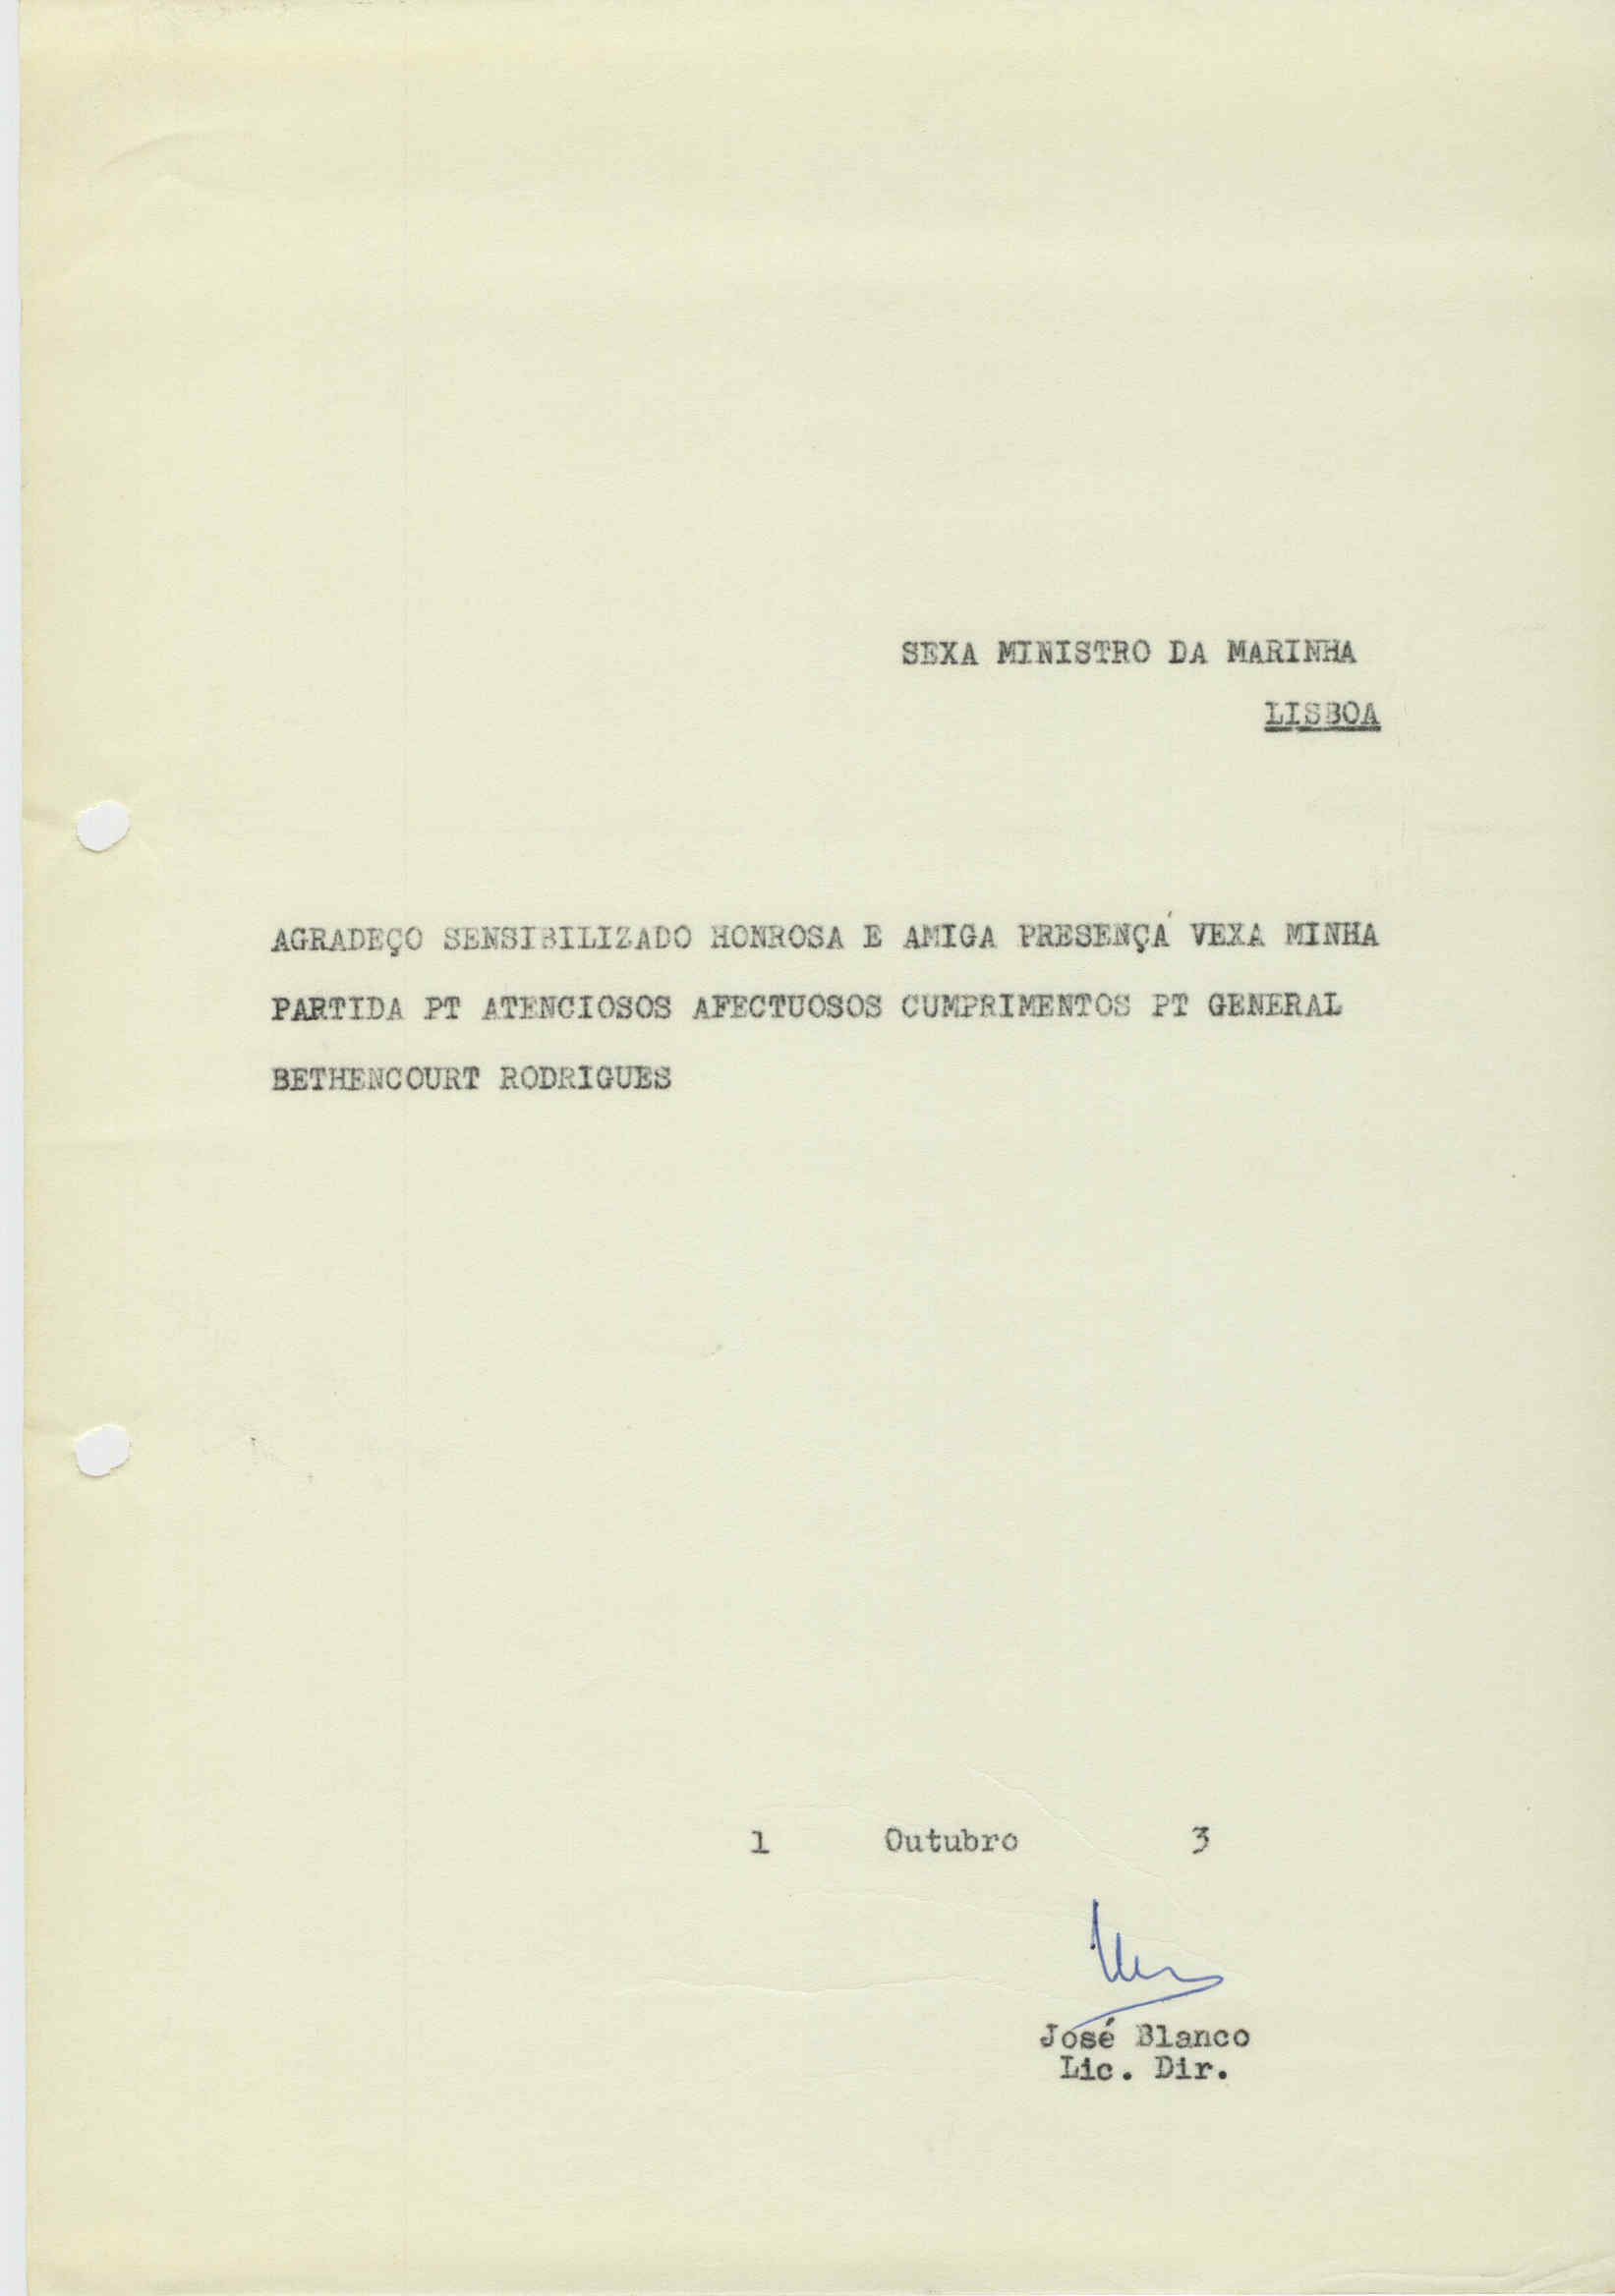 SEXA MINISTRO DA MARINHA
LISBOA
AGRADEÇO SENSIBILIZADO HONROSA E AMIGA PRESENÇA VEXA MINHA
PARTIDA PT ATENCIOSOS AFECTUOSOS CUMPRIMENTOS PT GENERAL
BETHENCOURT RODRIGUES
1 Outubro 3
José Blanco
Lic. Dir.